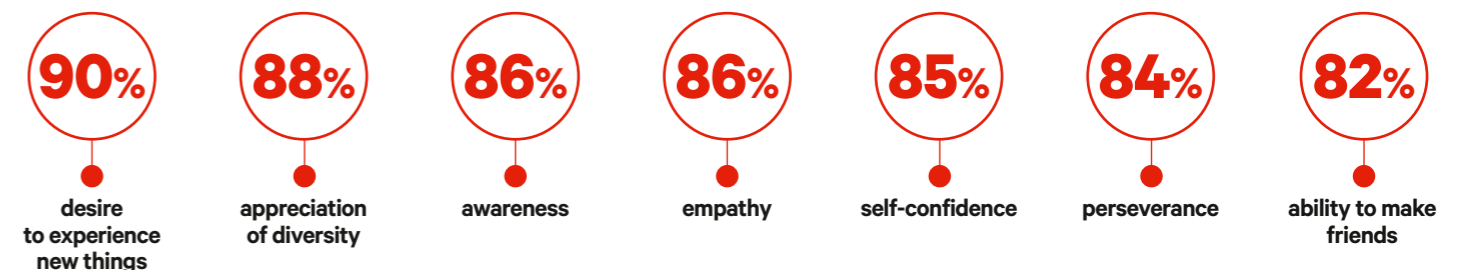 90%
88%
86%
86%
85%
84%
82%
desire
to experience
new things
appreciation
of diversity
awareness
empathy
self-confidence
perseverance
ability to make
friends